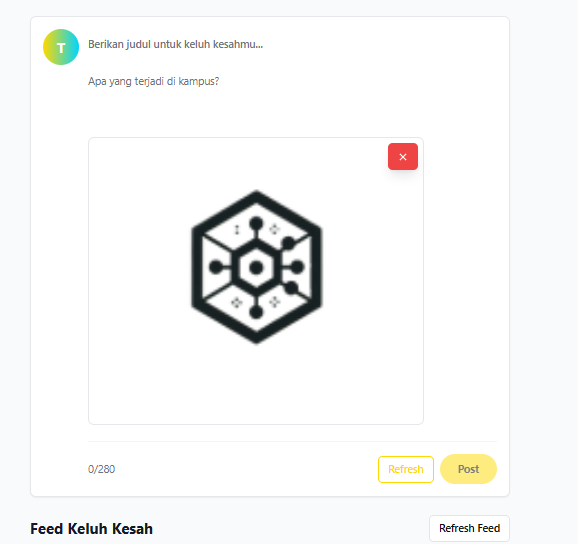 T
Berikan judul untuk keluh kesahmu...
Apa yang terjadi di kampus?
×
0/280
Refresh
Post
Feed Keluh Kesah
Refresh Feed